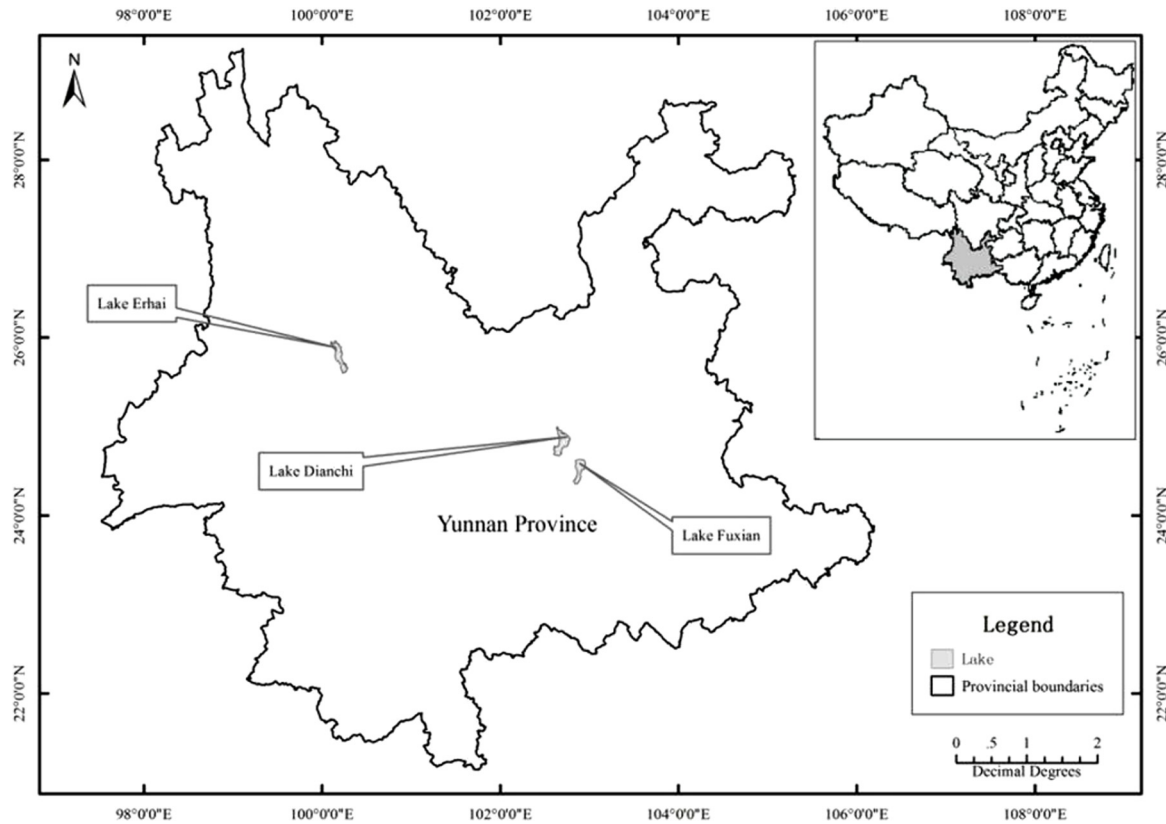 98°0'0"E 100°0'0"E 102°0'0"E 104°0'0"E 106°0'0"E 108°0'0"E
N
28°0'0"N 28°0'0"N
Lake Erhai
26°0'0"N 26°0'0"N
Lake Dianchi
24°0'0"N 24°0'0"N
Yunnan Province
Lake Fuxian
Legend
Lake
Provincial boundaries
22°0'0"N 22°0'0"N
0 .5 1 2
Decimal Degrees
98°0'0"E 100°0'0"E 102°0'0"E 104°0'0"E 106°0'0"E 108°0'0"E